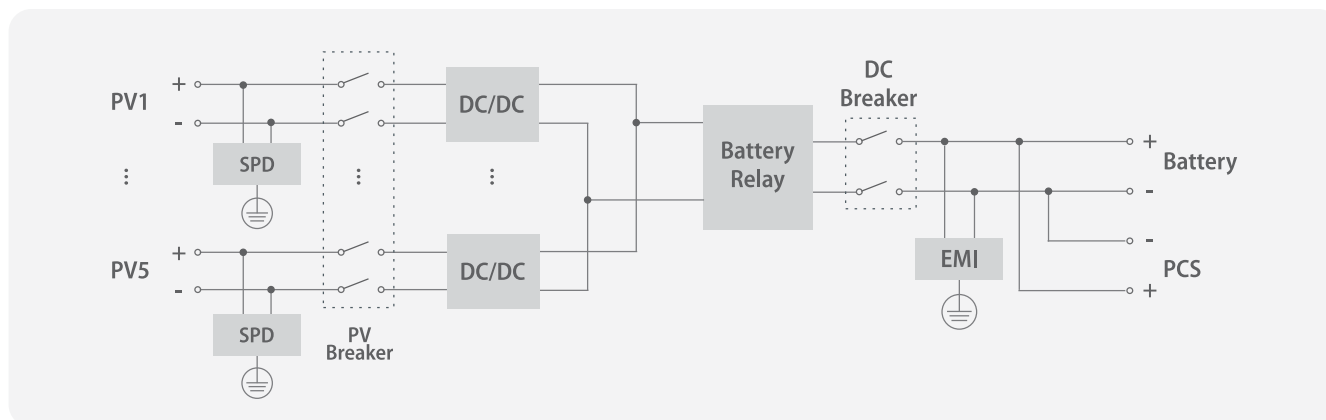 PV1
+
-
SPD
DC/DC
PV5
+
-
SPD
DC/DC
PV
Breaker
Battery
Relay
DC
Breaker
EMI
+
Battery
-
-
PCS
+